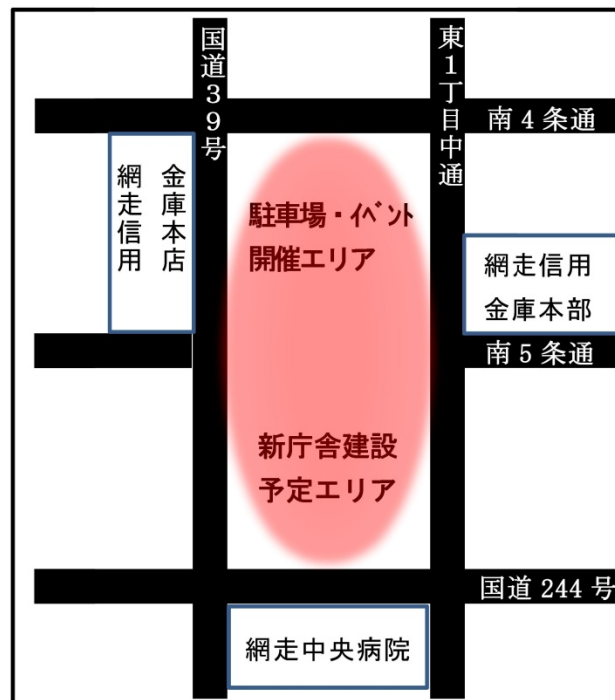 国道39号
東1丁目中通
南4条通
網走信用
金庫本店
駐車場・ｲﾍﾞﾝﾄ
開催エリア
網走信用
金庫本部
南5条通
新庁舎建設
予定エリア
国道244号
網走中央病院